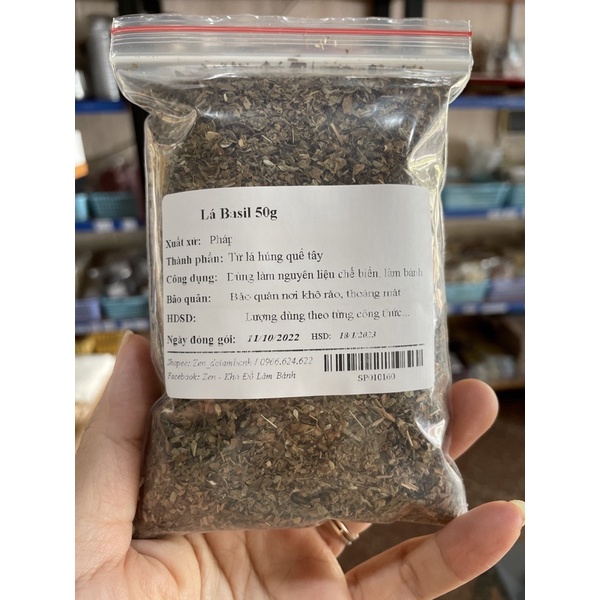 Lá Basil 50g
Xuất xứ: Pháp
Thành phần: Từ lá húng quế tây
Công dụng: Dùng làm nguyên liệu chế biến, làm bánh
Bảo quản: Bảo quản nơi khô ráo, thoáng mát
HDSD: Lượng dùng theo từng công thức...
Ngày đóng gói: 11/10/2022 HSD: 18/1/2023
Shopee: Zen_dolambanh / 0966.624.622
Facebook: Zen - Kho Đồ Làm Bánh
SP010160